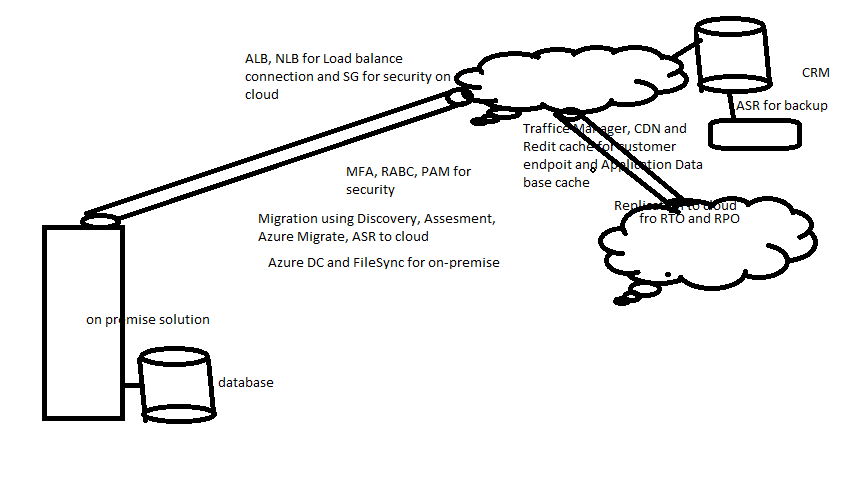 ALB, NLB for Load balance
connection and SG for security on
cloud
CRM
ASR for backup
Traffice Manager, CDN and
Redit cache for customer
endpoit and Application Data
base cache
MFA, RABC, PAM for
security
Replication to cloud
fro RTO and RPO
Migration using Discovery, Assesment,
Azure Migrate, ASR to cloud
Azure DC and FileSync for on-premise
on premise solution
database